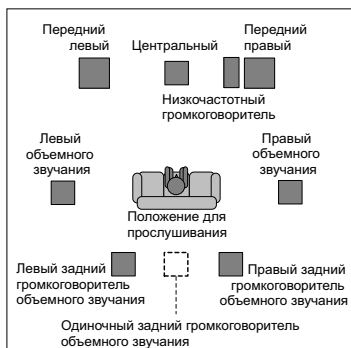 Передний
левый
Центральный
Передний
правый
Низкочастотный
громкоговоритель
Левый
объемного
звучания
Правый
объемного
звучания
Положение для
прослушивания
Левый задний
громкоговоритель
объемного звучания
Правый задний
громкоговоритель
объемного звучания
Одиночный задний громкоговоритель
объемного звучания